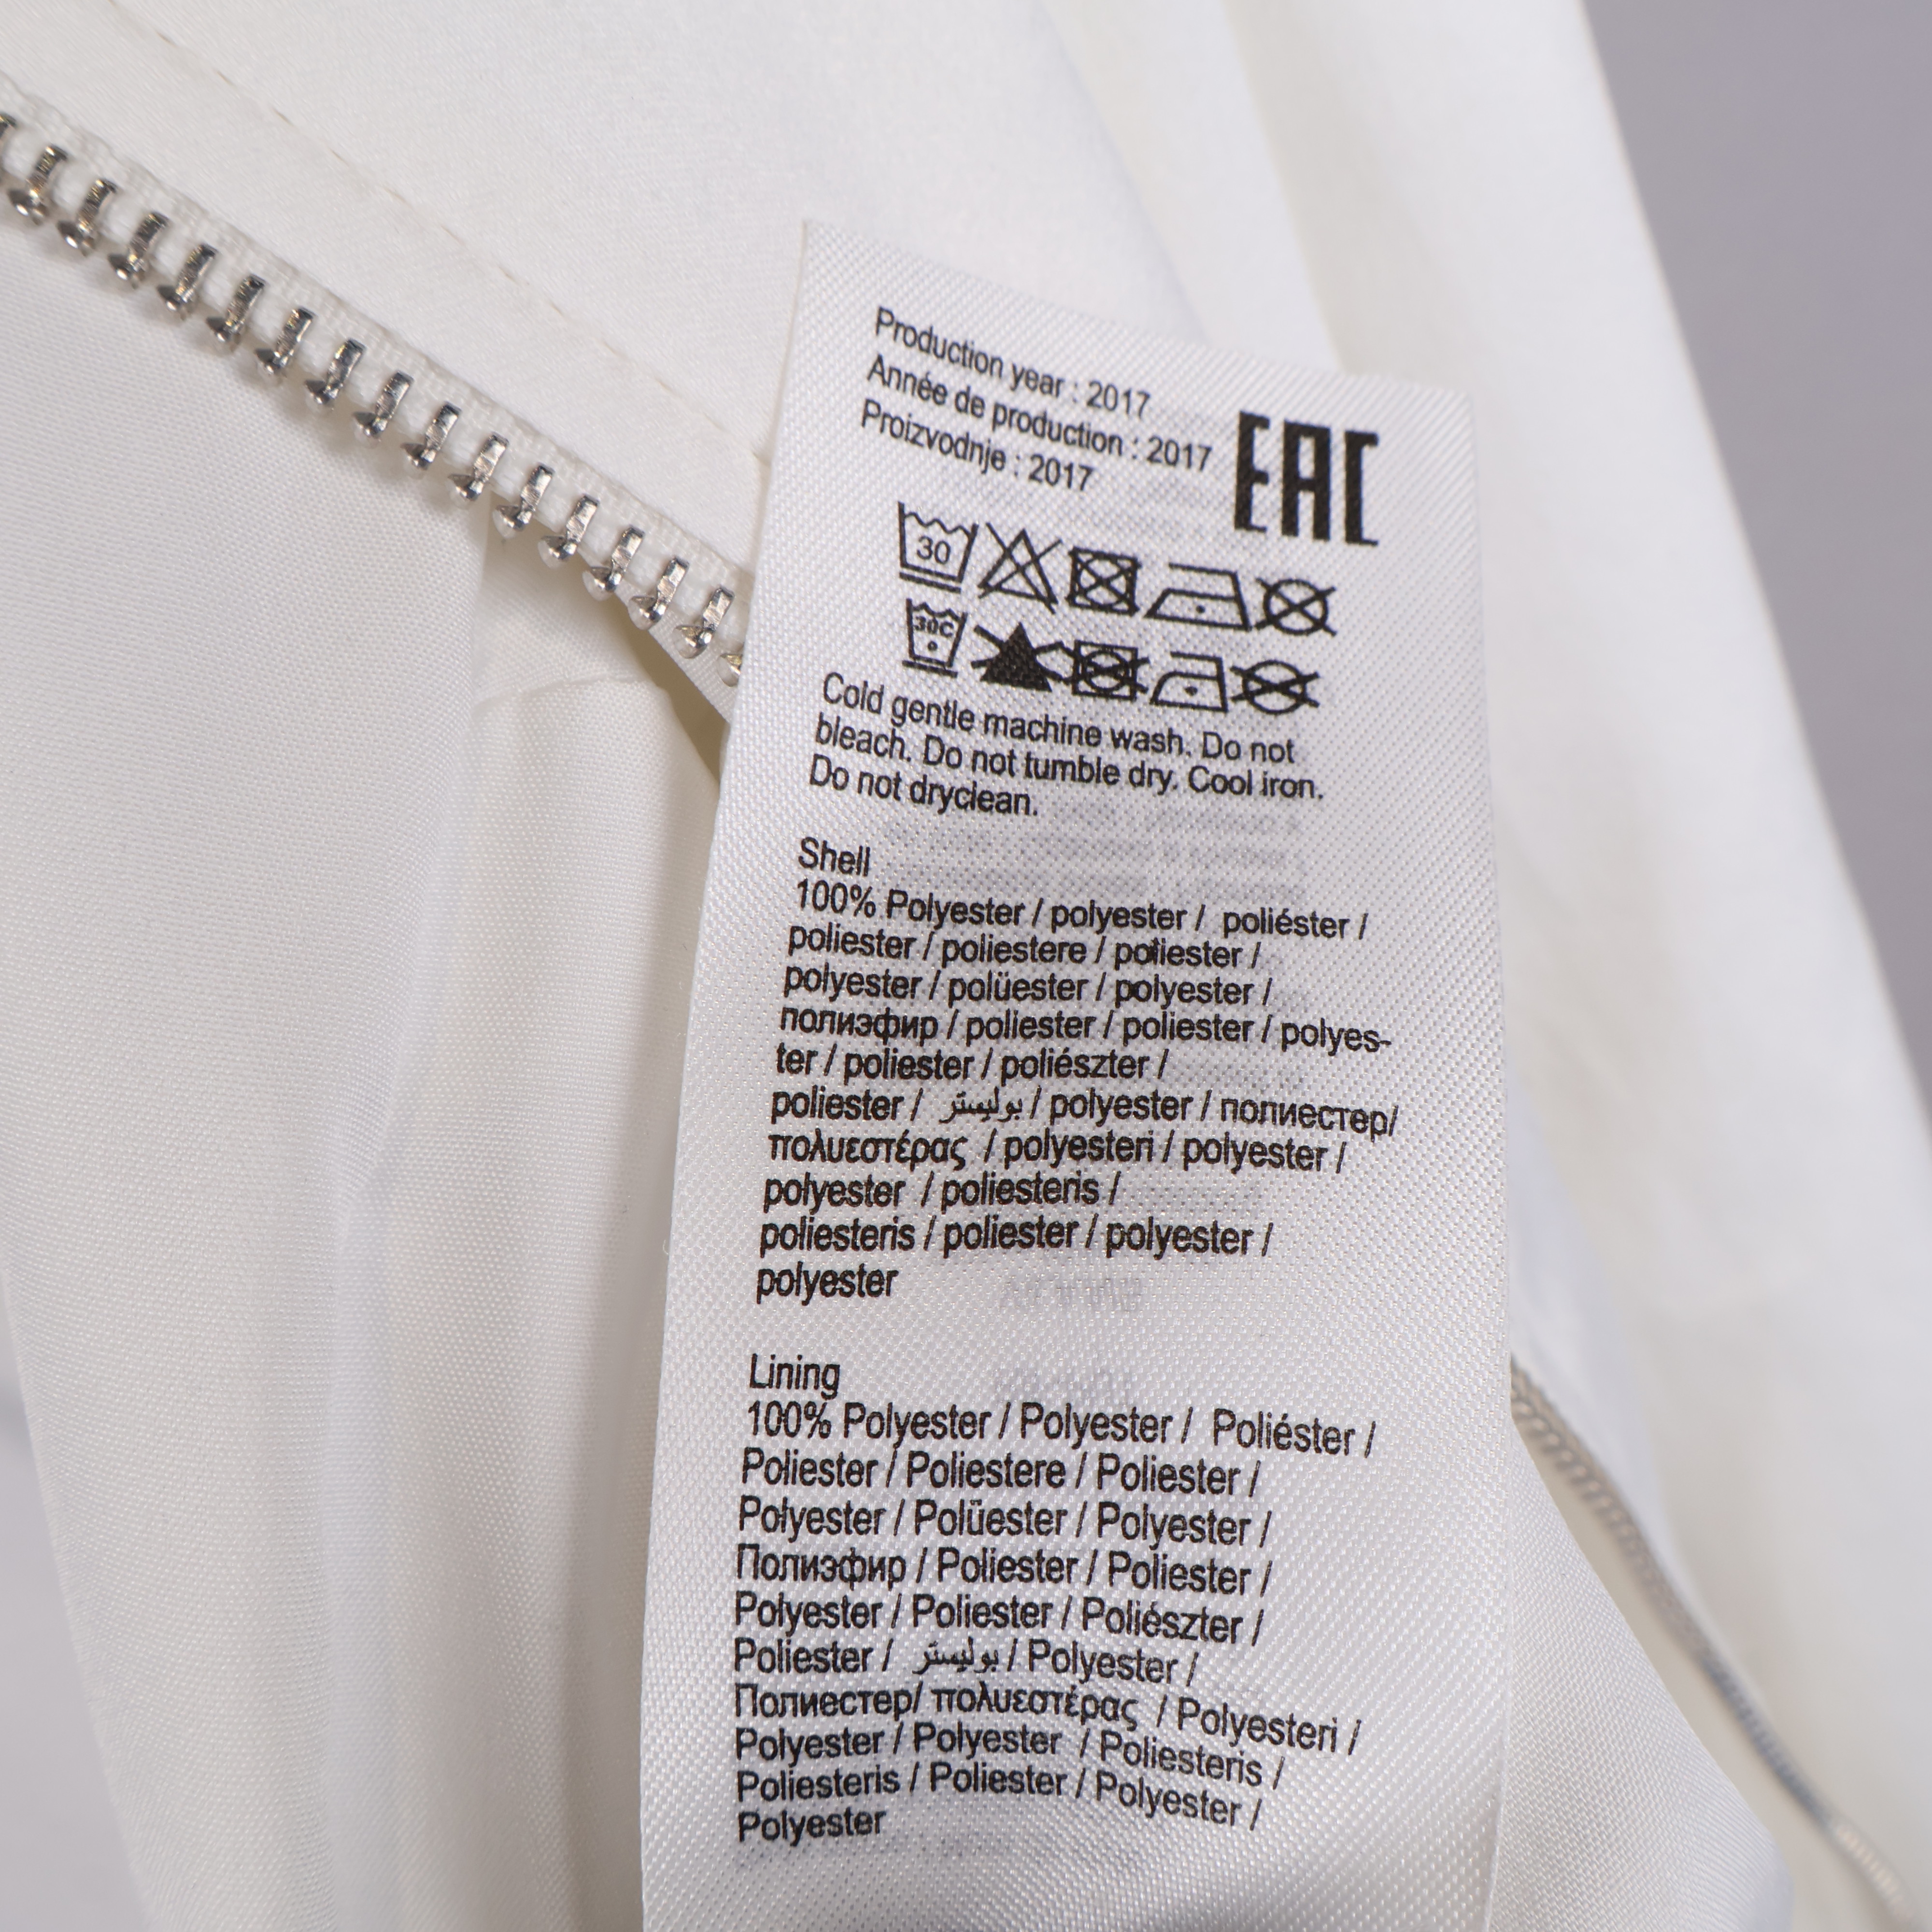 Production year : 2017
Année de production : 2017
Proizvodnje : 2017
EAC
30
30C
Cold gentle machine wash. Do not
bleach. Do not tumble dry. Cool iron.
Do not dryclean.
Shell
100% Polyester / polyester / poliéster /
poliester / poliestere / poliester /
polyester / polüester / polyester /
полиэфир / poliester / poliester / polyes-
ter / poliester / poliészter /
poliester / بوليستر / polyester / полиестер/
πολυεστέρας / polyesteri / polyester /
polyester / poliesteris /
poliesteris / poliester / polyester /
polyester
Lining
100% Polyester / Polyester / Poliéster /
Poliester / Poliestere / Poliester /
Polyester / Polüester / Polyester /
Полиэфир / Poliester / Poliester /
Polyester / Poliester / Poliészter /
Poliester / بوليستر / Polyester /
Полиестер/ πολυεστέρας / Polyesteri /
Polyester / Polyester / Poliesteris /
Poliesteris / Poliester / Polyester /
Polyester